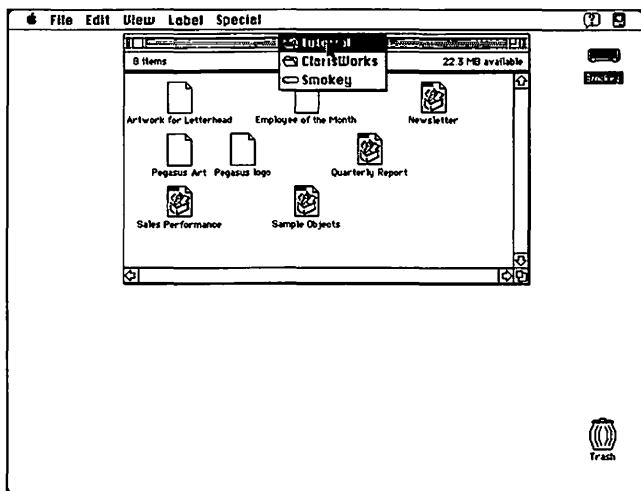 File Edit View Label Special
Tutorial
8 items 22.3 MB available
ClarisWorks
Smokey
Smokey
Artwork for Letterhead Employee of the Month Newsletter
Pegasus Art Pegasus logo Quarterly Report
Sales Performance Sample Objects
Trash